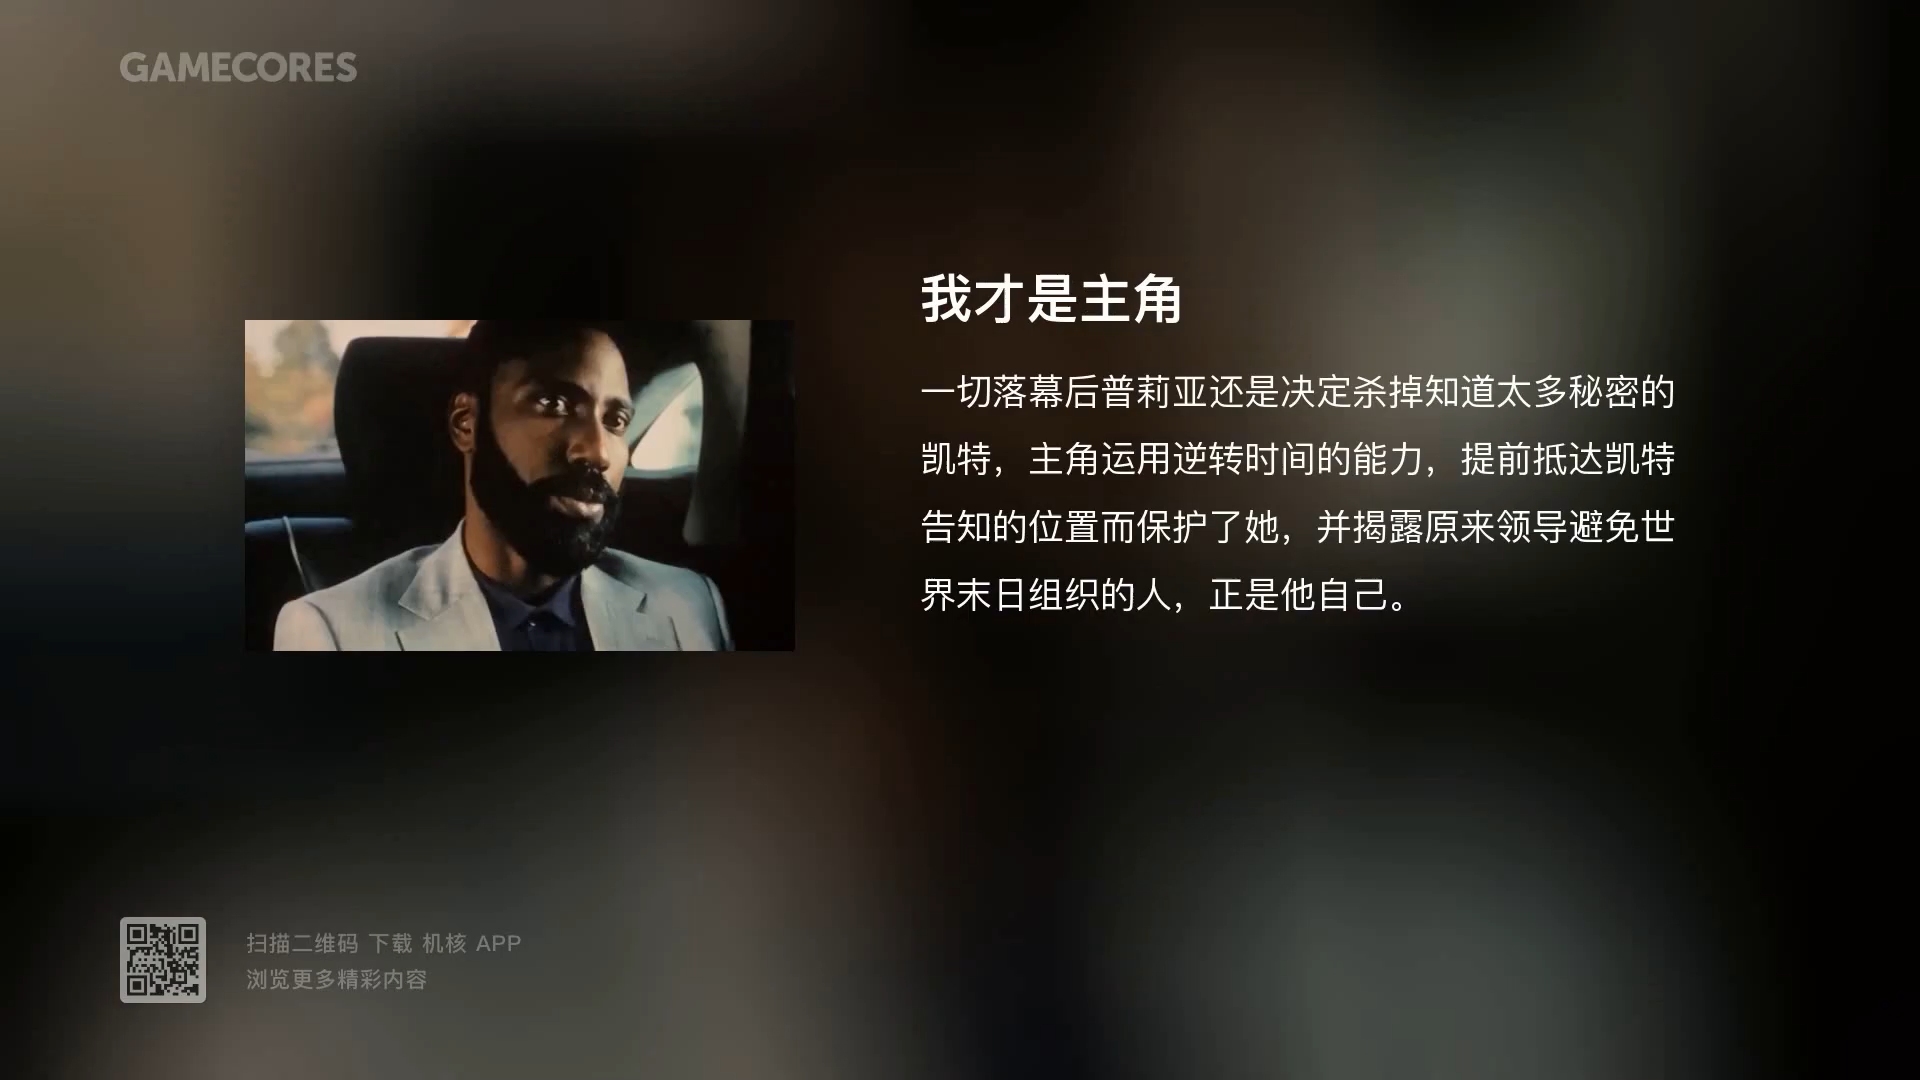 GAMECORES
我才是主角
一切落幕后普莉亚还是决定杀掉知道太多秘密的
凯特，主角运用逆转时间的能力，提前抵达凯特
告知的位置而保护了她，并揭露原来领导避免世
界末日组织的人，正是他自己。
扫描二维码 下载 机核 APP
浏览更多精彩内容